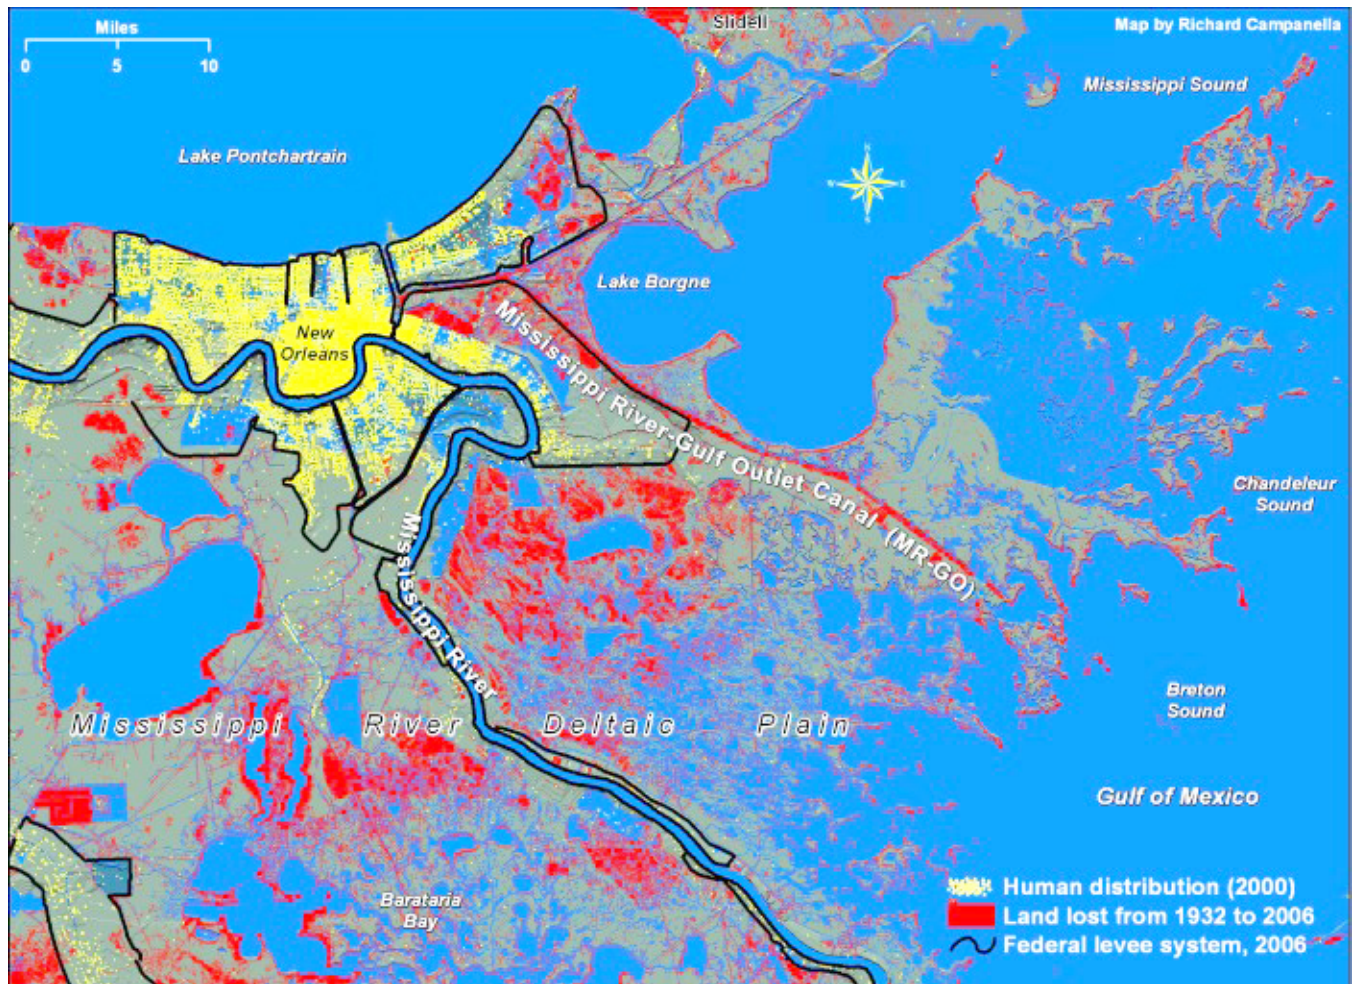 Miles
0 5 10
Slidell
Map by Richard Campanella
Mississippi Sound
Lake Pontchartrain
N
W E
S
Lake Borgne
New
Orleans
Mississippi River-Gulf Outlet Canal (MR-GO)
Chandeleur
Sound
Mississippi River
Breton
Sound
Mississippi River Deltaic Plain
Gulf of Mexico
Barataria
Bay
Human distribution (2000)
Land lost from 1932 to 2006
Federal levee system, 2006